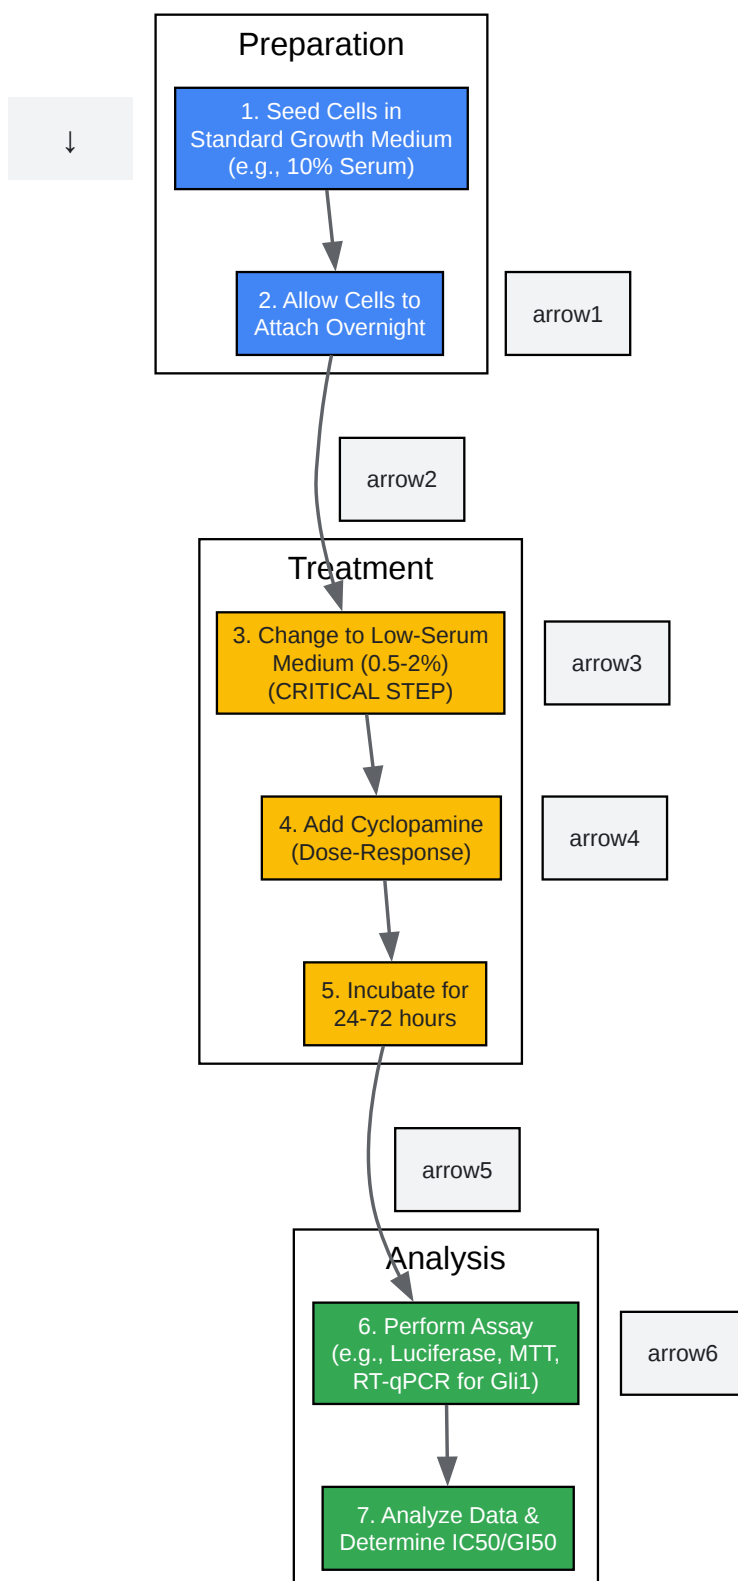 Preparation
↓
1. Seed Cells in
Standard Growth Medium
(e.g., 10% Serum)
2. Allow Cells to
Attach Overnight
arrow1
arrow2
Treatment
3. Change to Low-Serum
Medium (0.5-2%)
(CRITICAL STEP)
arrow3
4. Add Cyclopamine
(Dose-Response)
arrow4
5. Incubate for
24-72 hours
arrow5
Analysis
6. Perform Assay
(e.g., Luciferase, MTT,
RT-qPCR for Gli1)
arrow6
7. Analyze Data &
Determine IC50/GI50